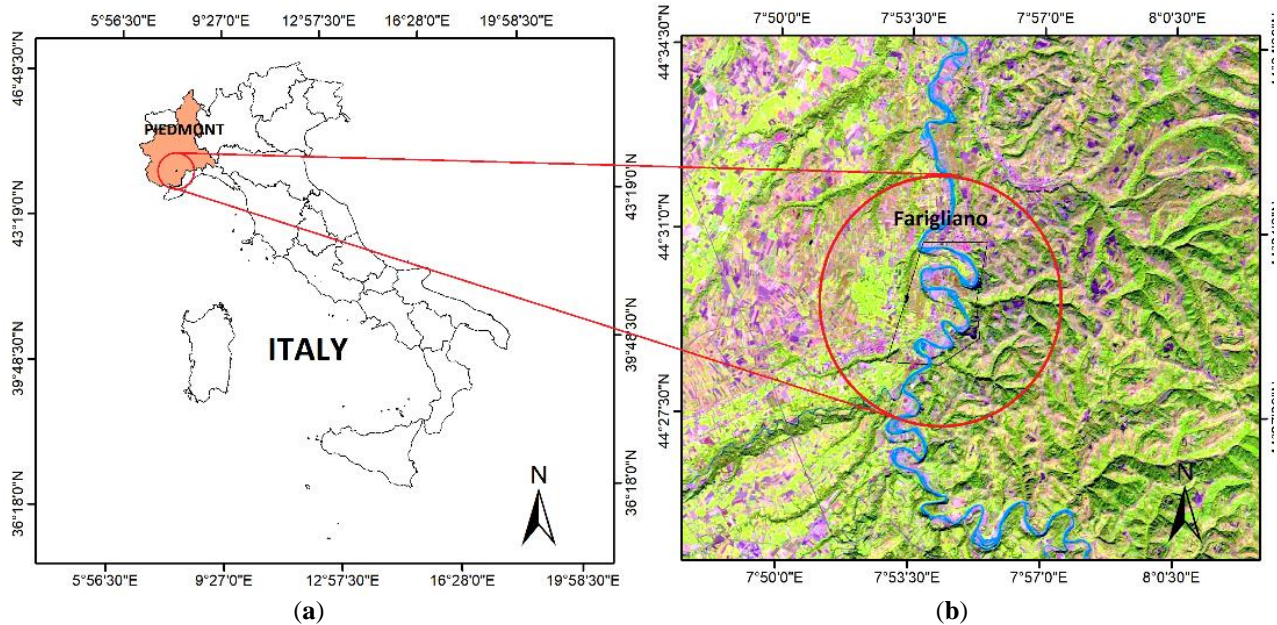 5°56'30"E 9°27'0"E 12°57'0"E 16°28'0"E 19°58'0"E
46°49'30"N
43°19'0"N
39°48'30"N
36°18'0"N
PIEDMONT
ITALY
N
43°19'0"N
39°48'30"N
36°18'0"N
5°56'30"E 9°27'0"E 12°57'30"E 16°28'0"E 19°58'30"E
(a)
7°50'0"E 7°53'30"E 7°57'0"E 8°0'30"E
44°34'30"N
44°31'0"N
44°27'30"N
Farigliano
N
7°50'0"E 7°53'30"E 7°57'0"E 8°0'30"E
(b)